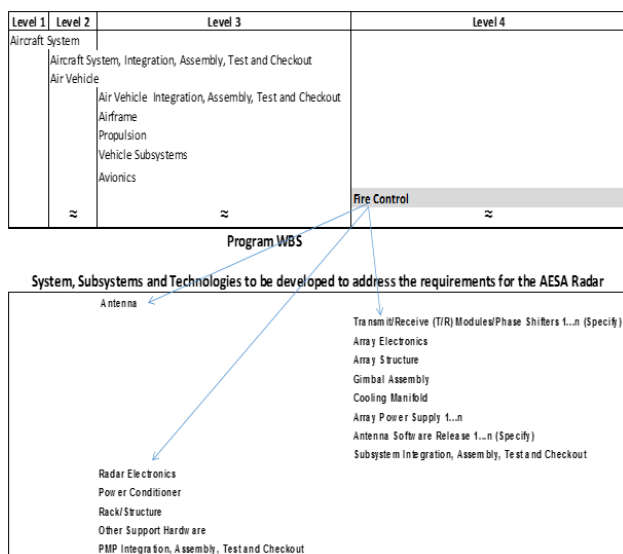 Level 1 Level 2 Level 3 Level 4
Aircraft System
Aircraft System, Integration, Assembly, Test and Checkout
Air Vehicle
Air Vehicle Integration, Assembly, Test and Checkout
Airframe
Propulsion
Vehicle Subsystems
Avionics
Fire Control
≈ ≈ ≈
Program WBS
System, Subsystems and Technologies to be developed to address the requirements for the AESA Radar
Antenna
Transmit/Receive (T/R) Modules/Phase Shifters 1...n (Specify)
Array Electronics
Array Structure
Gimbal Assembly
Cooling Manifold
Array Power Supply 1...n
Antenna Software Release 1...n (Specify)
Subsystem Integration, Assembly, Test and Checkout
Radar Electronics
Power Conditioner
Rack/Structure
Other Support Hardware
PMP Integration, Assembly, Test and Checkout